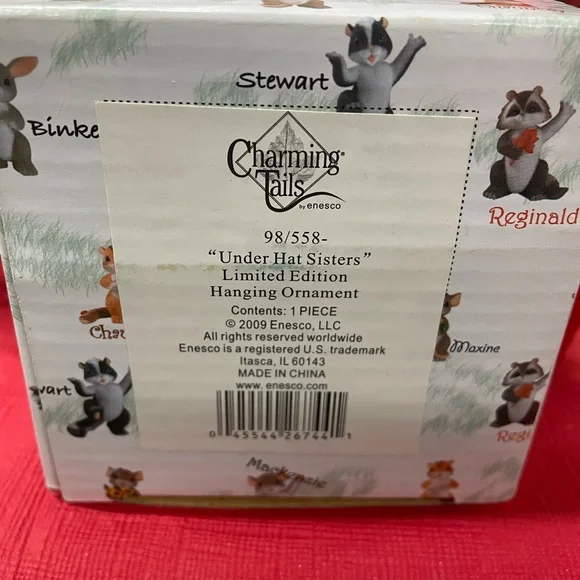 Stewart
Binke
Reginald
Charming
Tails
by enesco
98/558-
"Under Hat Sisters"
Limited Edition
Hanging Ornament
Contents: 1 PIECE
© 2009 Enesco, LLC
All rights reserved worldwide
Enesco is a registered U.S. trademark
Itasca, IL 60143
MADE IN CHINA
www.enesco.com
0 45544 26744 1
Maxine
wart
Regi
Mackenzie